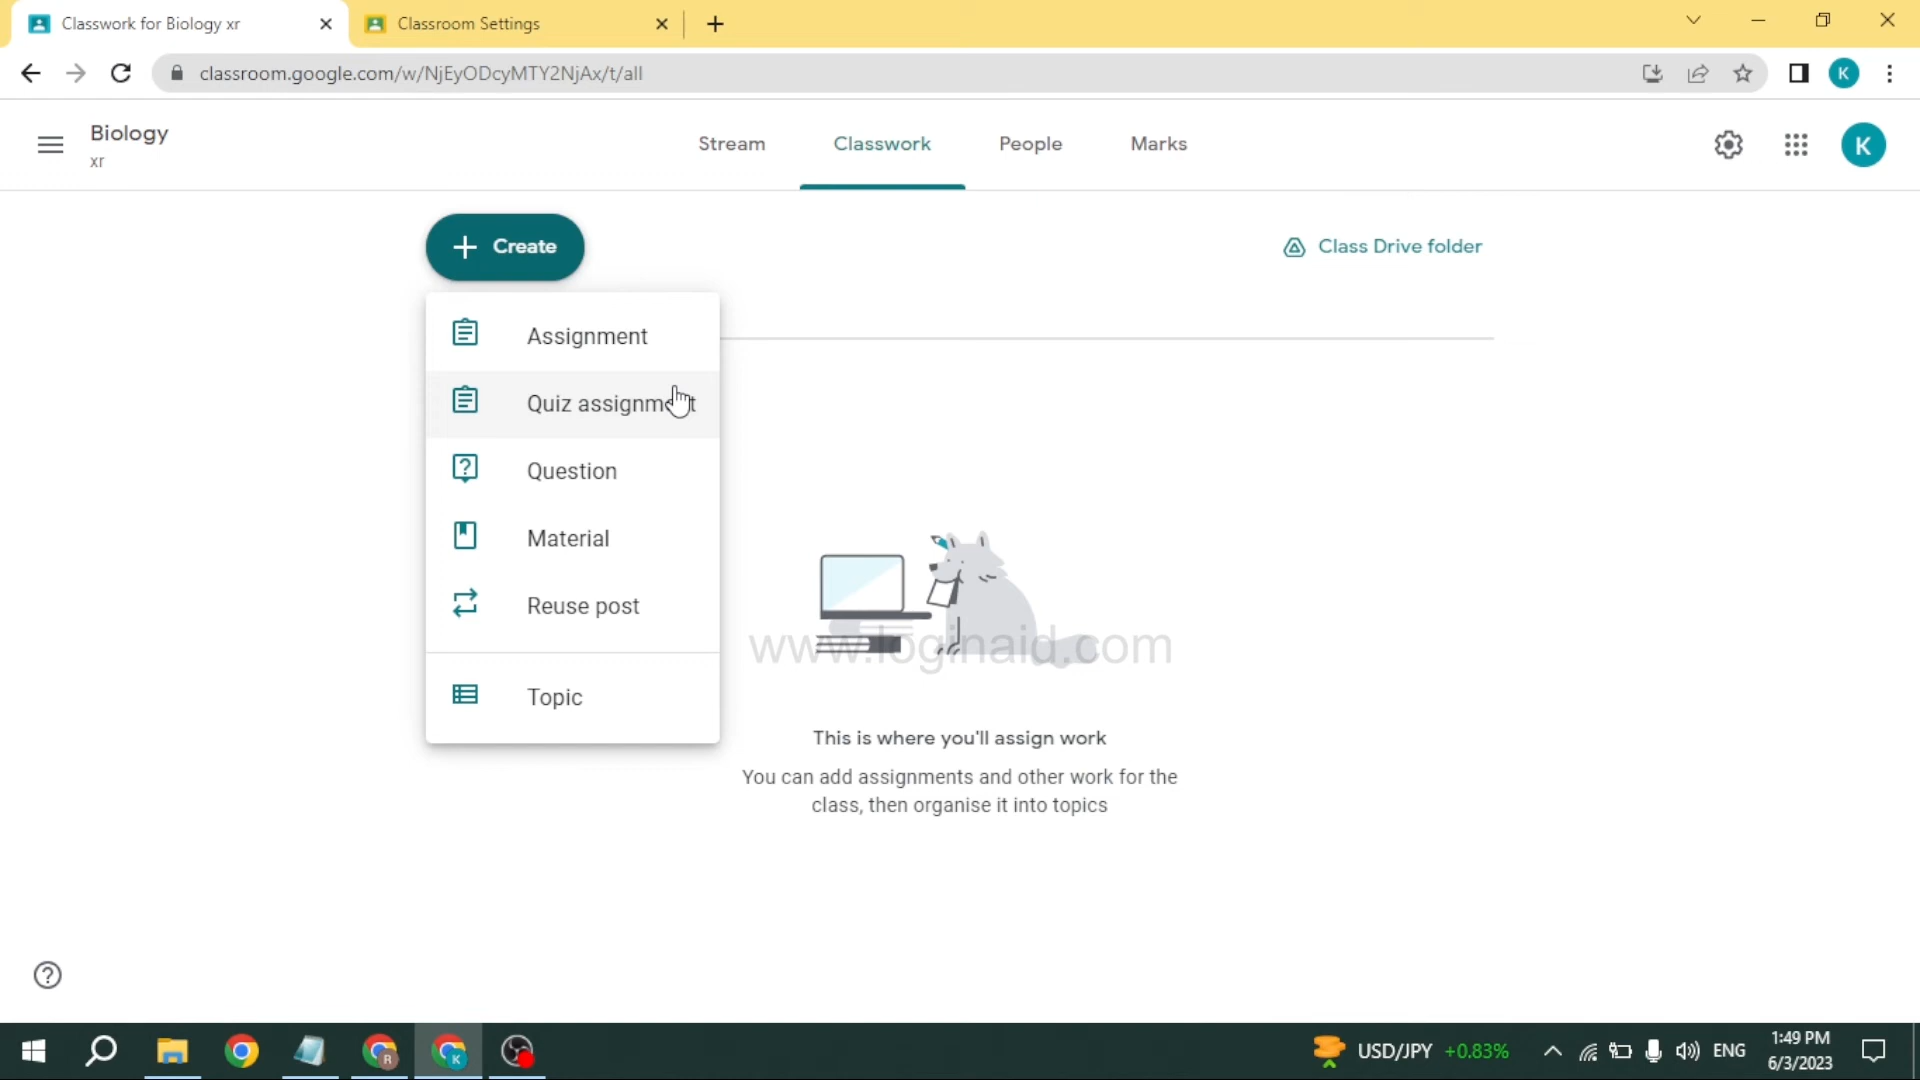 Classwork for Biology xr
Classroom Settings
classroom.google.com/w/NjEyODcyMTY2NjAx/t/all
K
Biology
xr
Stream
Classwork
People
Marks
K
Create
Class Drive folder
Assignment
Quiz assignment
Question
Material
Reuse post
Topic
www.loginaid.com
This is where you'll assign work
You can add assignments and other work for the
class, then organise it into topics
R
K
USD/JPY +0.83%
ENG
1:49 PM
6/3/2023